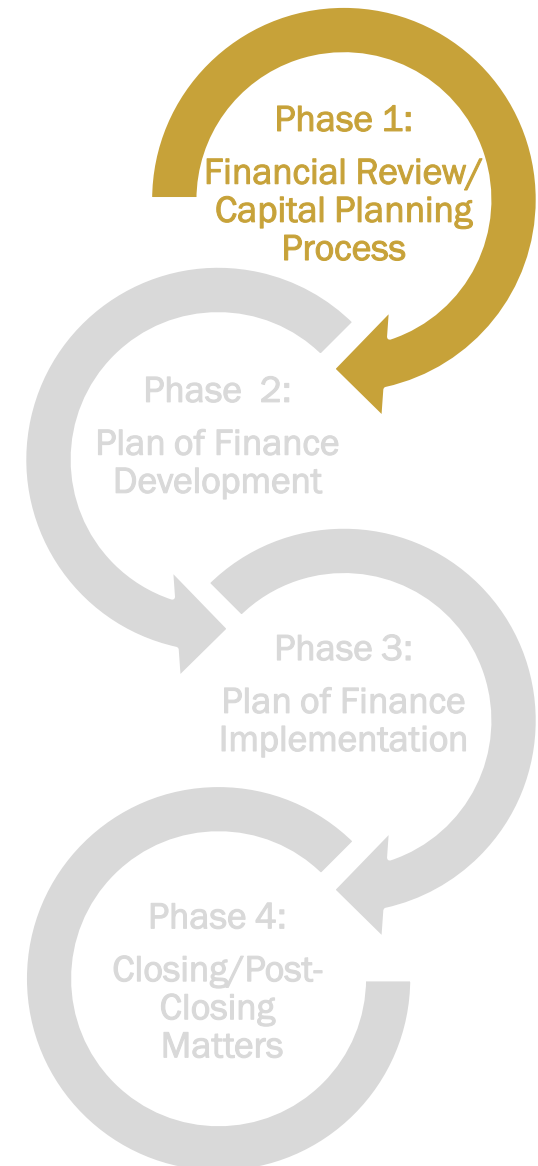 Phase 1:
Financial Review/
Capital Planning
Process
Phase 2:
Plan of Finance
Development
Phase 3:
Plan of Finance
Implementation
Phase 4:
Closing/Post-
Closing
Matters